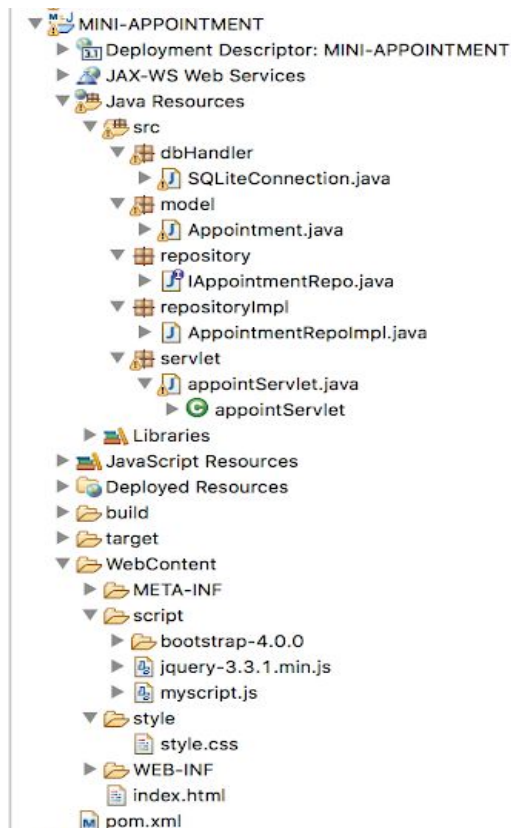 MINI-APPOINTMENT
Deployment Descriptor: MINI-APPOINTMENT
JAX-WS Web Services
Java Resources
src
dbHandler
SQLiteConnection.java
model
Appointment.java
repository
IAppointmentRepo.java
repositoryImpl
AppointmentRepoImpl.java
servlet
appointServlet.java
appointServlet
Libraries
JavaScript Resources
Deployed Resources
build
target
WebContent
META-INF
script
bootstrap-4.0.0
jquery-3.3.1.min.js
myscript.js
style
style.css
WEB-INF
index.html
pom.xml